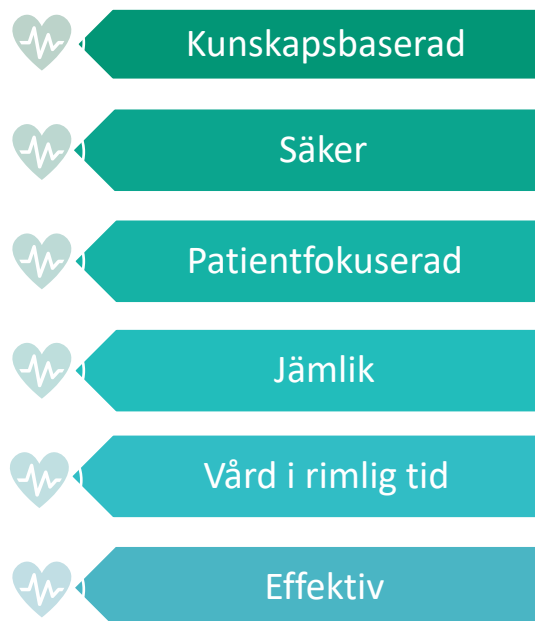 Kunskapsbaserad
Säker
Patientfokuserad
Jämlik
Vård i rimlig tid
Effektiv